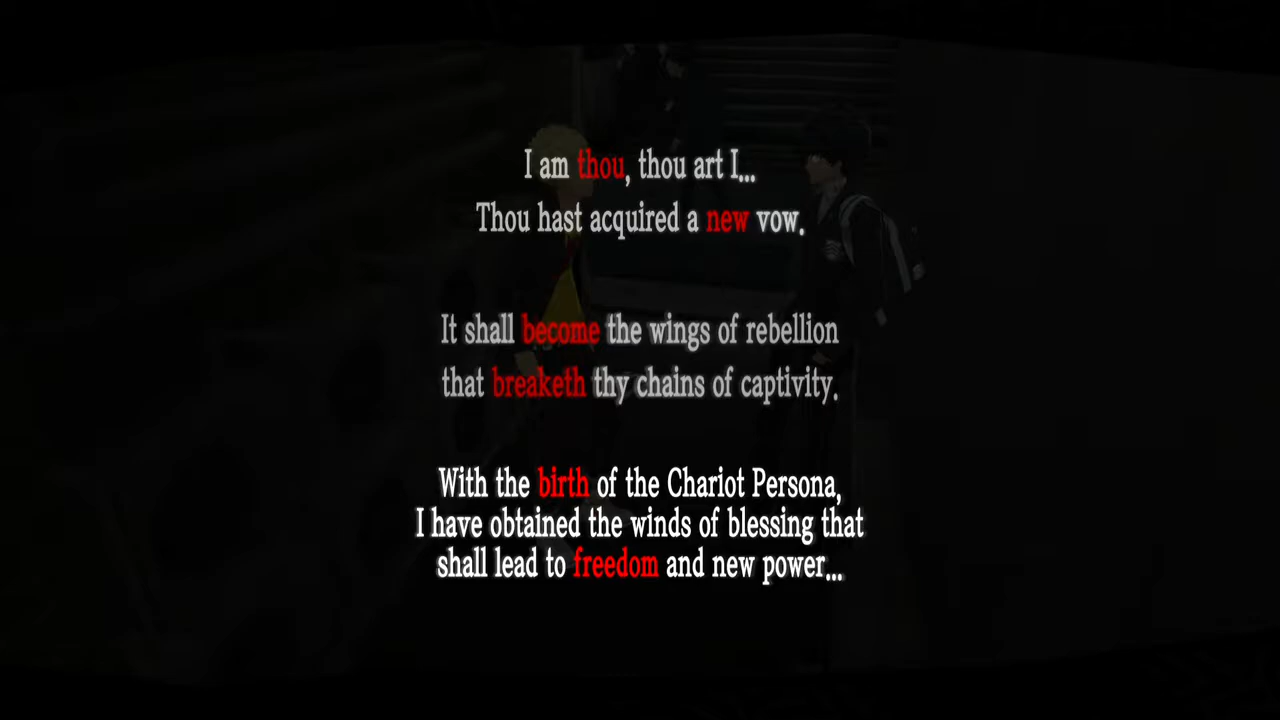 I am thou, thou art I...
Thou hast acquired a new vow.
It shall become the wings of rebellion
that breaketh thy chains of captivity.
With the birth of the Chariot Persona,
I have obtained the winds of blessing that
shall lead to freedom and new power...